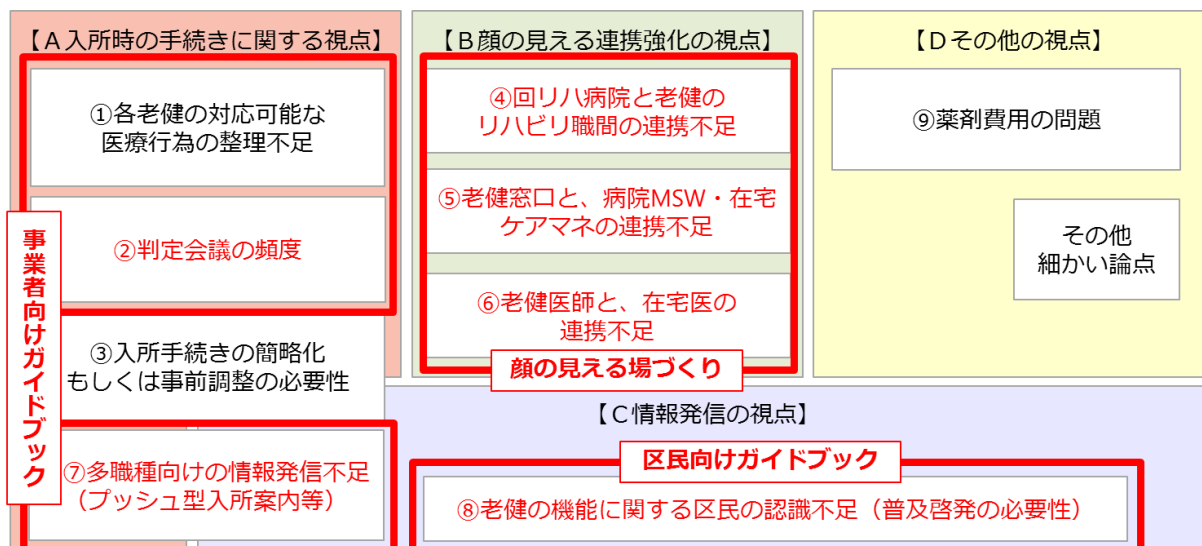 【Ａ入所時の手続きに関する視点】
①各老健の対応可能な
医療行為の整理不足
②判定会議の頻度
③入所手続きの簡略化
もしくは事前調整の必要性
事業者向けガイドブック
⑦多職種向けの情報発信不足
（プッシュ型入所案内等）
【Ｂ顔の見える連携強化の視点】
④回リハ病院と老健の
リハビリ職間の連携不足
⑤老健窓口と、病院MSW・在宅
ケアマネの連携不足
⑥老健医師と、在宅医の
連携不足
顔の見える場づくり
【Ｄその他の視点】
⑨薬剤費用の問題
その他
細かい論点
【Ｃ情報発信の視点】
区民向けガイドブック
⑧老健の機能に関する区民の認識不足（普及啓発の必要性）